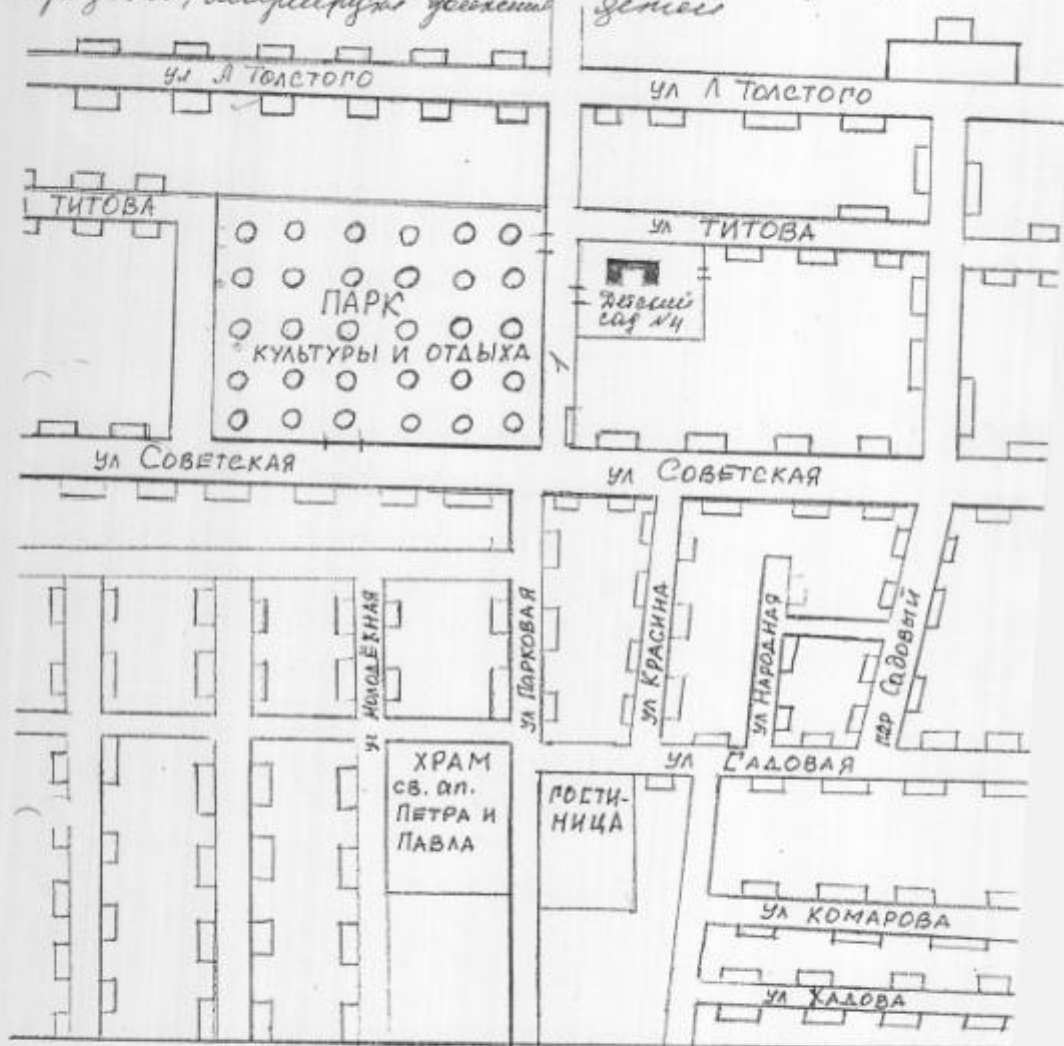 движения детей
ул Л Толстого
ул Л Толстого
ТИТОВА
ул ТИТОВА
ПАРК
КУЛЬТУРЫ И ОТДЫХА
Детский
сад №4
ул СОВЕТСКАЯ
ул СОВЕТСКАЯ
ул МОЛОДЁЖНАЯ
ул ПАРКОВАЯ
ул КРАСИНА
ул НАРОДНАЯ
пер Садовый
ул САДОВАЯ
ХРАМ
св. ап.
ПЕТРА И
ПАВЛА
ГОСТИ-
НИЦА
ул КОМАРОВА
ул ХАДОВА